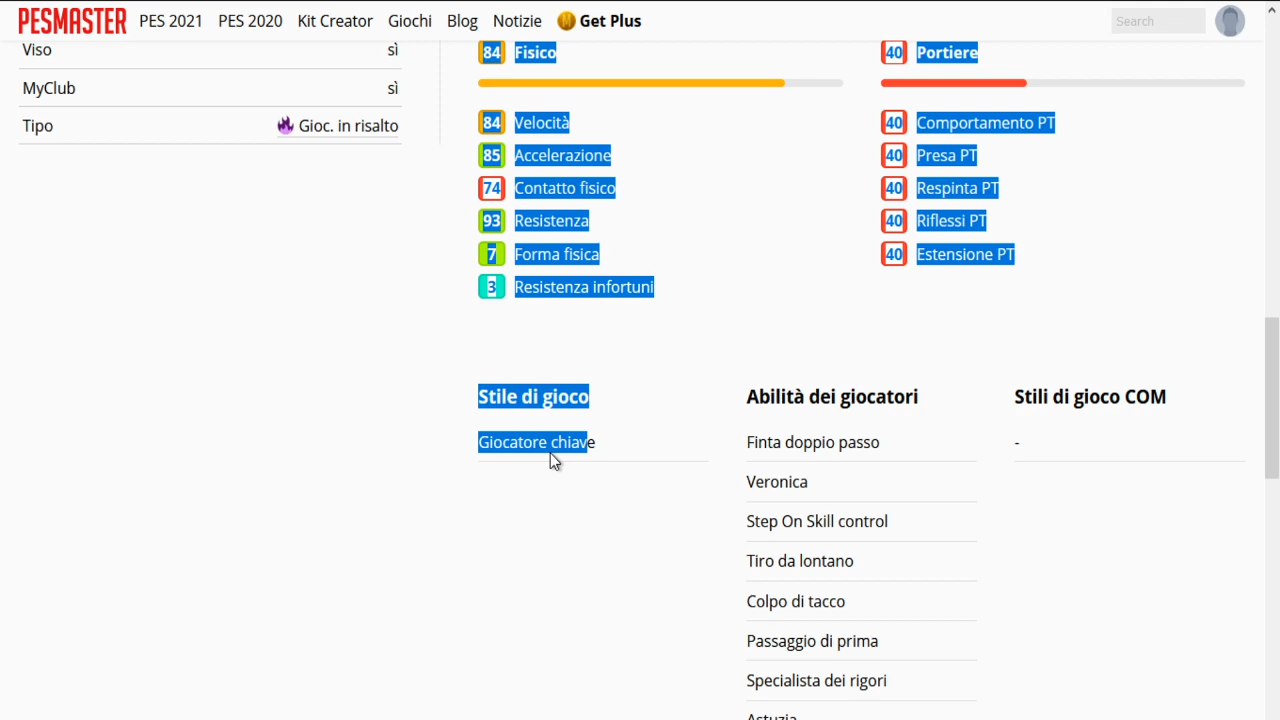 PESMASTER PES 2021 PES 2020 Kit Creator Giochi Blog Notizie Get Plus Search
Viso sì
MyClub sì
Tipo Gioc. in risalto
84 Fisico
84 Velocità
85 Accelerazione
74 Contatto fisico
93 Resistenza
7 Forma fisica
3 Resistenza infortuni
40 Portiere
40 Comportamento PT
40 Presa PT
40 Respinta PT
40 Riflessi PT
40 Estensione PT
Stile di gioco
Giocatore chiave
Abilità dei giocatori
Finta doppio passo
Veronica
Step On Skill control
Tiro da lontano
Colpo di tacco
Passaggio di prima
Specialista dei rigori
Astuzia
Stili di gioco COM
-